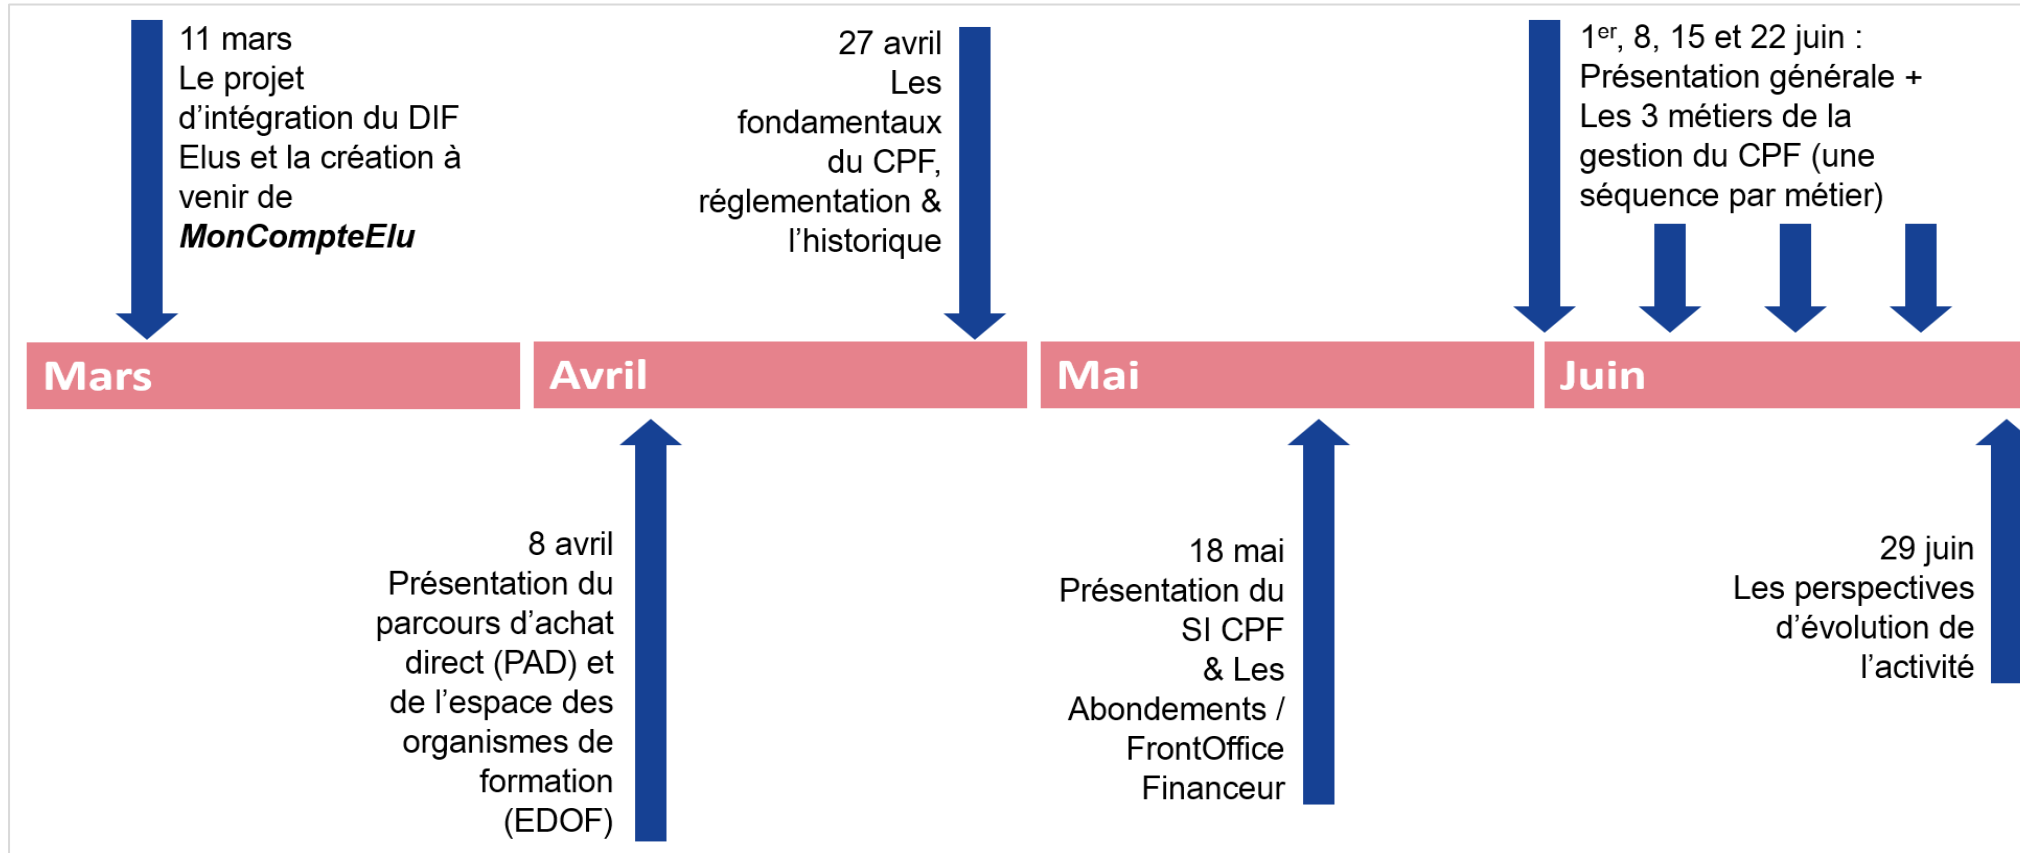 11 mars
Le projet
d’intégration du DIF
Elus et la création à
venir de
MonCompteElu
27 avril
Les
fondamentaux
du CPF,
réglementation &
l’historique
1er, 8, 15 et 22 juin :
Présentation générale +
Les 3 métiers de la
gestion du CPF (une
séquence par métier)
Mars
Avril
Mai
Juin
8 avril
Présentation du
parcours d’achat
direct (PAD) et
de l’espace des
organismes de
formation
(EDOF)
18 mai
Présentation du
SI CPF
& Les
Abondements /
FrontOffice
Financeur
29 juin
Les perspectives
d’évolution de
l’activité